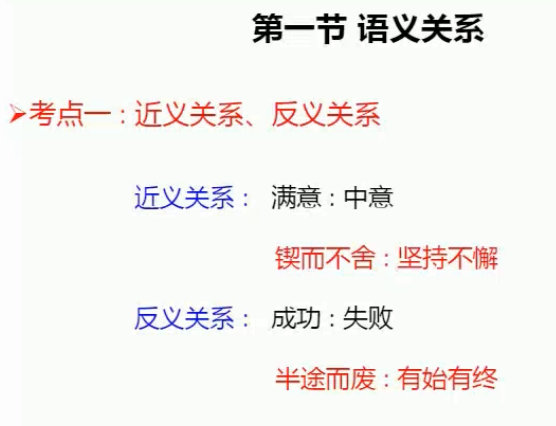 第一节 语义关系
➢考点一：近义关系、反义关系
近义关系： 满意：中意
锲而不舍：坚持不懈
反义关系： 成功：失败
半途而废：有始有终